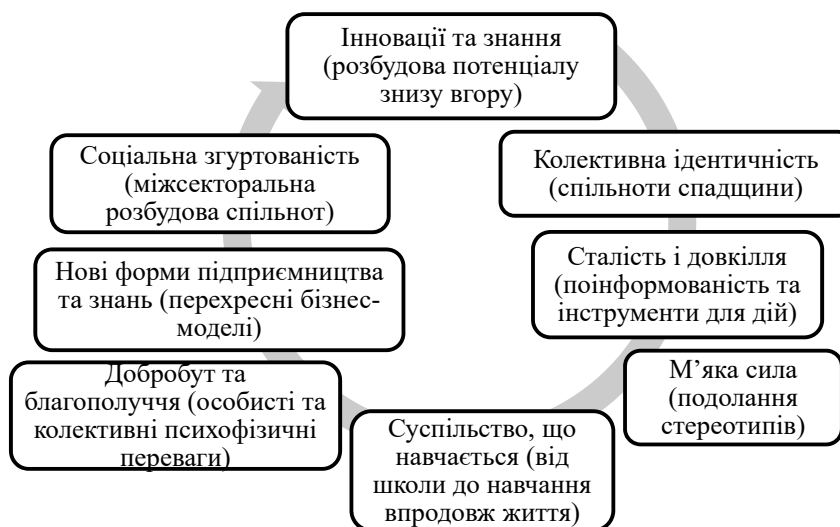 Інновації та знання
(розбудова потенціалу
знизу вгору)
Колективна ідентичність
(спільноти спадщини)
Сталість і довкілля
(поінформованість та
інструменти для дій)
М’яка сила
(подолання
стереотипів)
Суспільство, що
навчається (від
школи до навчання
впродовж життя)
Добробут та
благополуччя (особисті та
колективні психофізичні
переваги)
Нові форми підприємництва
та знань (перехресні бізнес-
моделі)
Соціальна згуртованість
(міжсекторальна
розбудова спільнот)